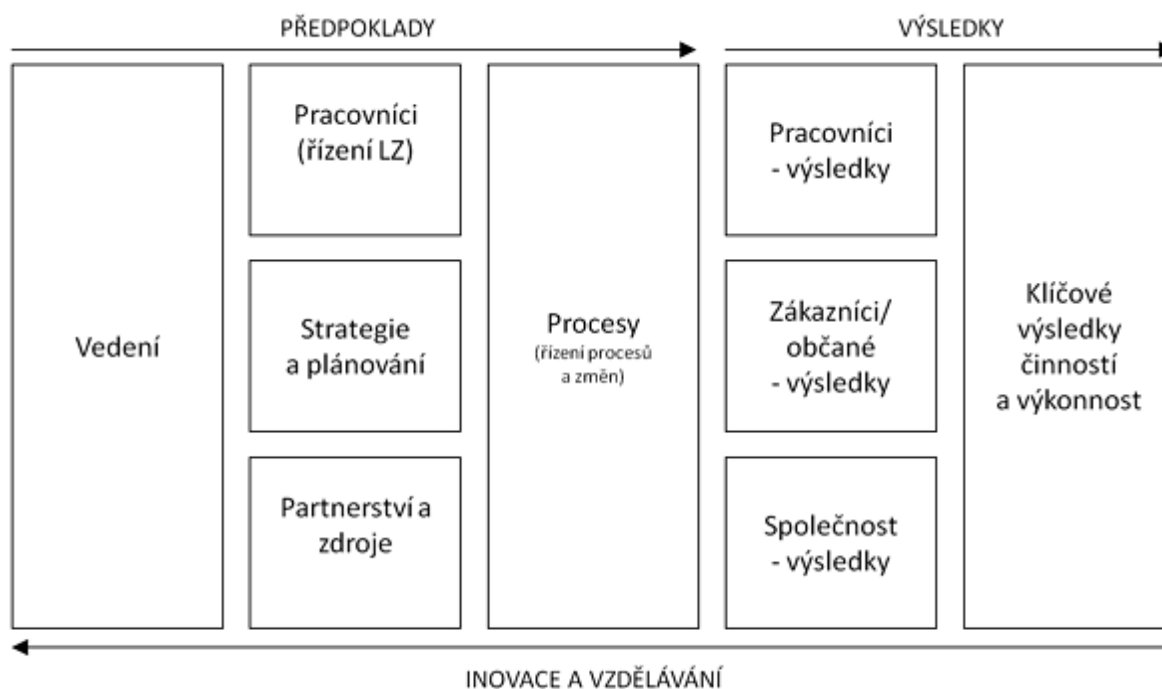 PŘEDPOKLADY
VÝSLEDKY
Vedení
Pracovníci
(řízení LZ)
Strategie
a plánování
Partnerství a
zdroje
Procesy
(řízení procesů
a změn)
Pracovníci
- výsledky
Zákazníci/
občané
- výsledky
Společnost
- výsledky
Klíčové
výsledky
činností
a výkonnost
INOVACE A VZDĚLÁVÁNÍ